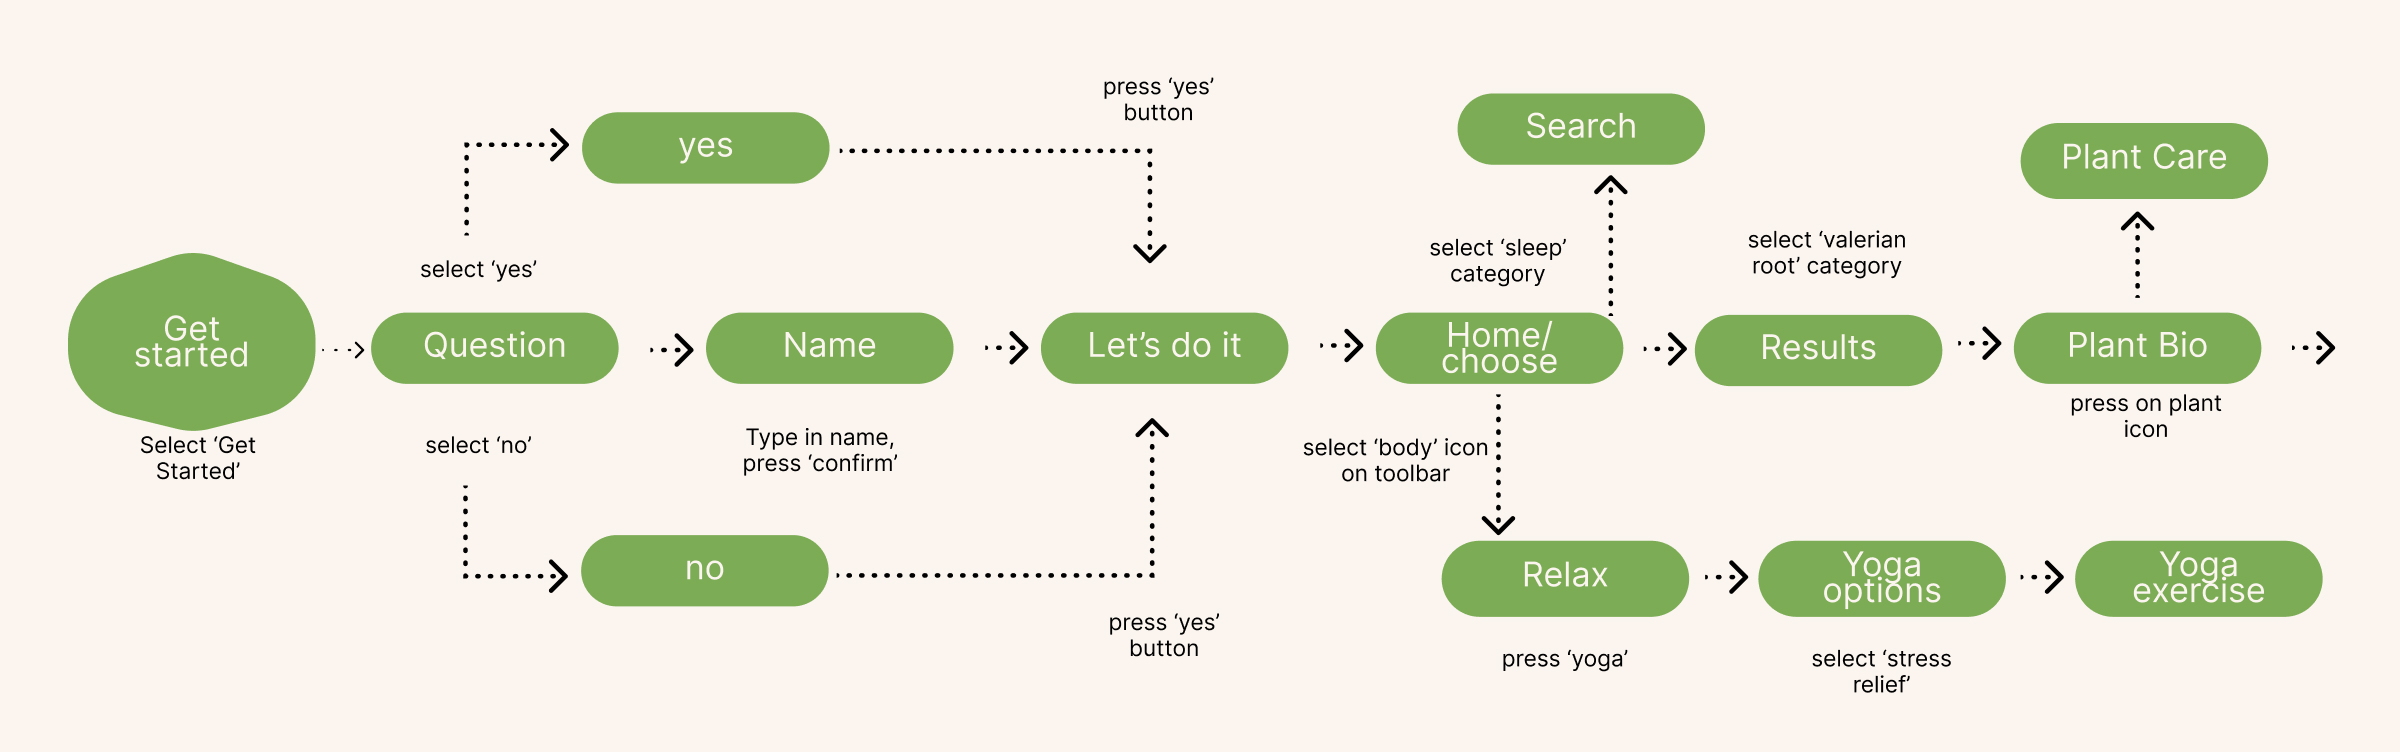 press ‘yes’
button
Search
yes
Plant Care
select ‘sleep’
category
select ‘valerian
root’ category
select ‘yes’
Get
started
Question
Name
Let’s do it
Home/
choose
Results
Plant Bio
press on plant
icon
Select ‘Get
Started’
select ‘no’
Type in name,
press ‘confirm’
select ‘body’ icon
on toolbar
no
Relax
Yoga
options
Yoga
exercise
press ‘yes’
button
press ‘yoga’
select ‘stress
relief’